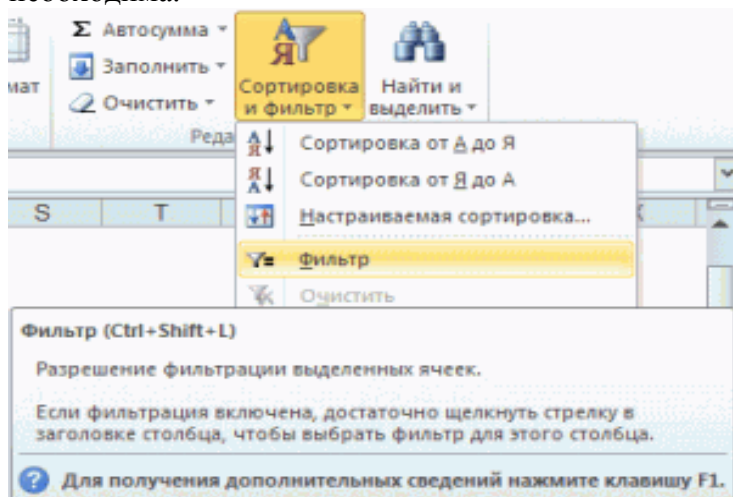 Σ Автосумма
Заполнить
Очистить
мат
Сортировка и фильтр
Найти и выделить
Реда
Сортировка от А до Я
Сортировка от Я до А
Настраиваемая сортировка...
Фильтр
Очистить
S T
Фильтр (Ctrl+Shift+L)
Разрешение фильтрации выделенных ячеек.
Если фильтрация включена, достаточно щелкнуть стрелку в
заголовке столбца, чтобы выбрать фильтр для этого столбца.
Для получения дополнительных сведений нажмите клавишу F1.